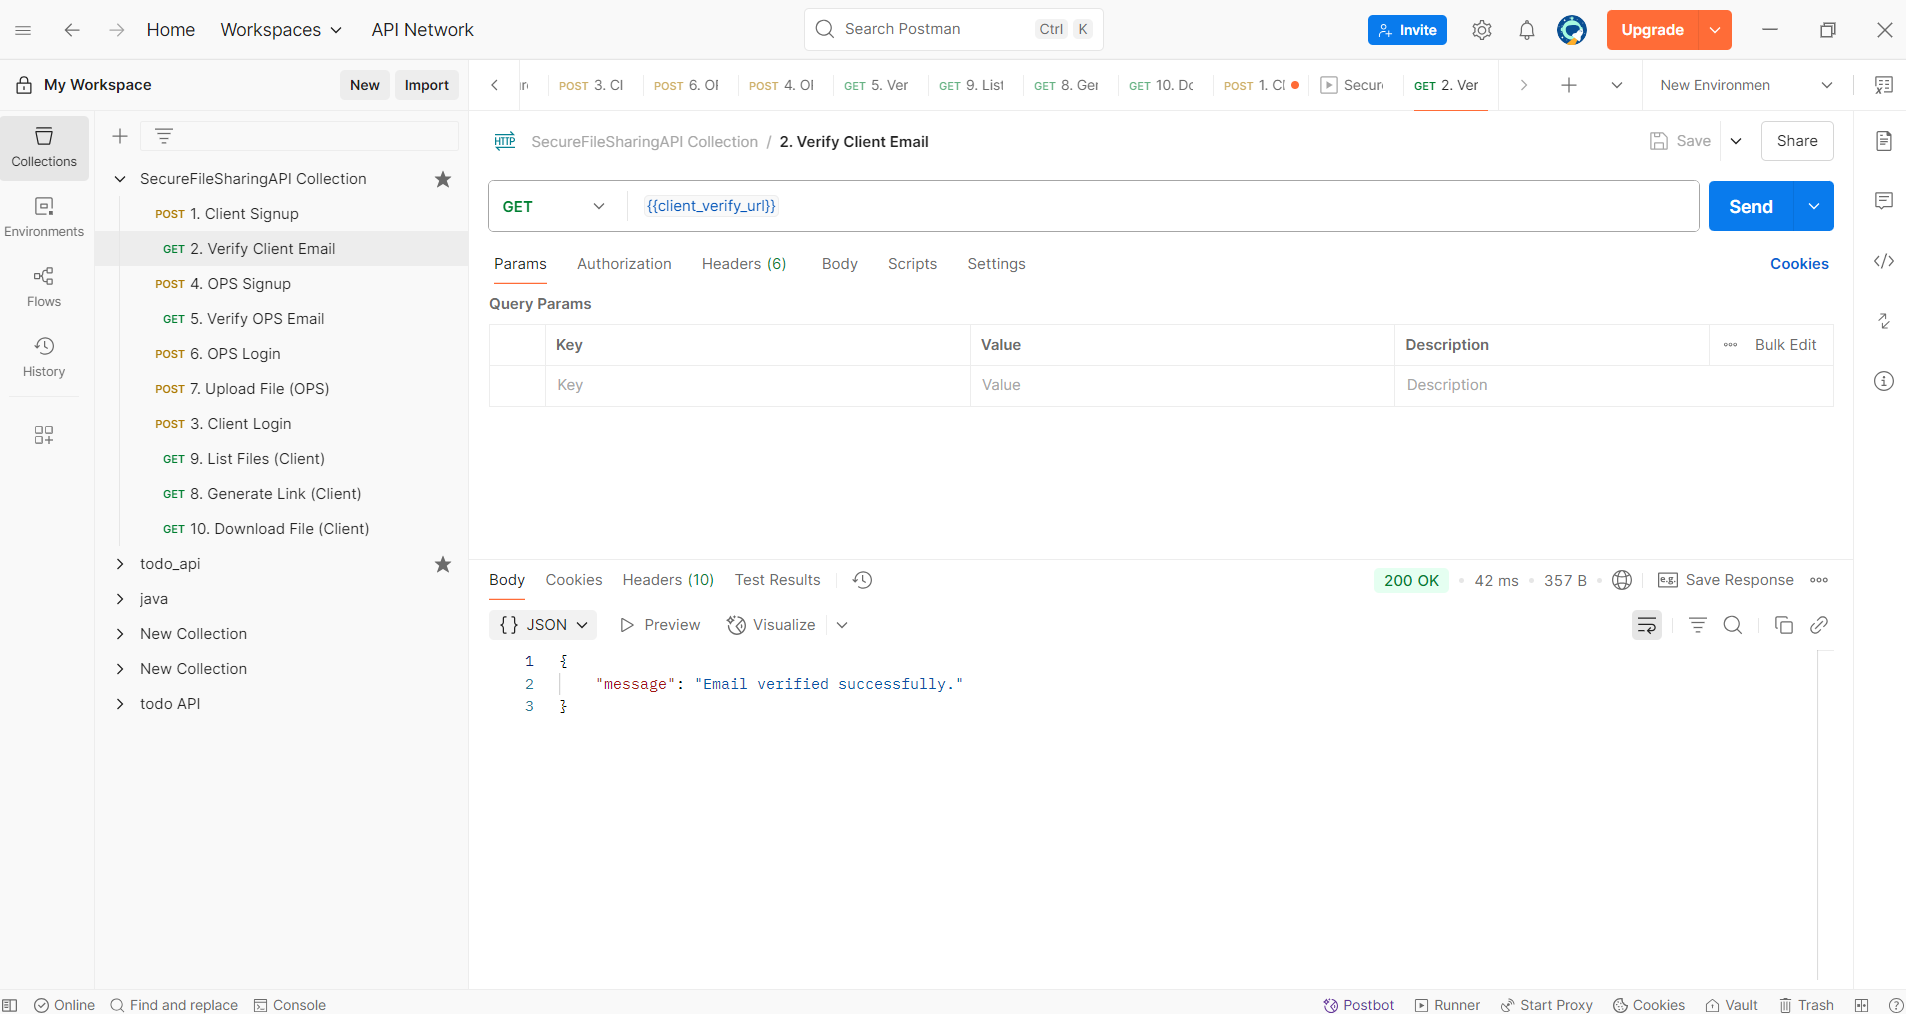 Home Workspaces API Network Search Postman Ctrl K Invite Upgrade
My Workspace New Import
POST 3. Cl POST 6. OP POST 4. OP GET 5. Ver GET 9. List GET 8. Ger GET 10. Do POST 1. Cl Secure GET 2. Ver New Environmen
Collections
Environments
Flows
History
SecureFileSharingAPI Collection
POST 1. Client Signup
GET 2. Verify Client Email
POST 4. OPS Signup
GET 5. Verify OPS Email
POST 6. OPS Login
POST 7. Upload File (OPS)
POST 3. Client Login
GET 9. List Files (Client)
GET 8. Generate Link (Client)
GET 10. Download File (Client)
todo_api
java
New Collection
New Collection
todo API
HTTP SecureFileSharingAPI Collection / 2. Verify Client Email Save Share
GET {{client_verify_url}} Send
Params Authorization Headers (6) Body Scripts Settings Cookies
Query Params
Key Value Description Bulk Edit
Key Value Description
Body Cookies Headers (10) Test Results 200 OK 42 ms 357 B e.g. Save Response
{} JSON Preview Visualize
1 {
2 "message": "Email verified successfully."
3 }
Online Find and replace Console Postbot Runner Start Proxy Cookies Vault Trash